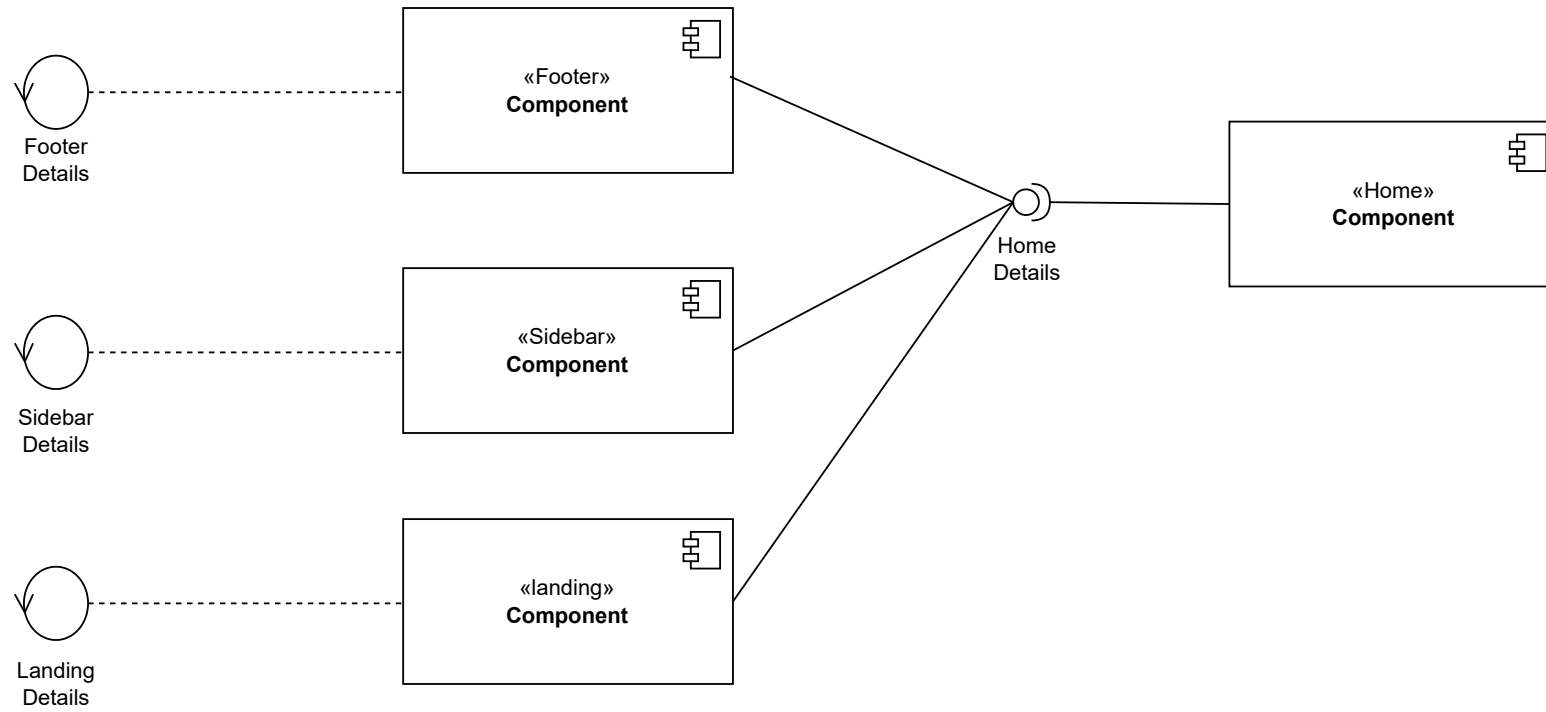 «Footer»
Component
Footer
Details
«Home»
Component
Home
Details
«Sidebar»
Component
Sidebar
Details
«landing»
Component
Landing
Details